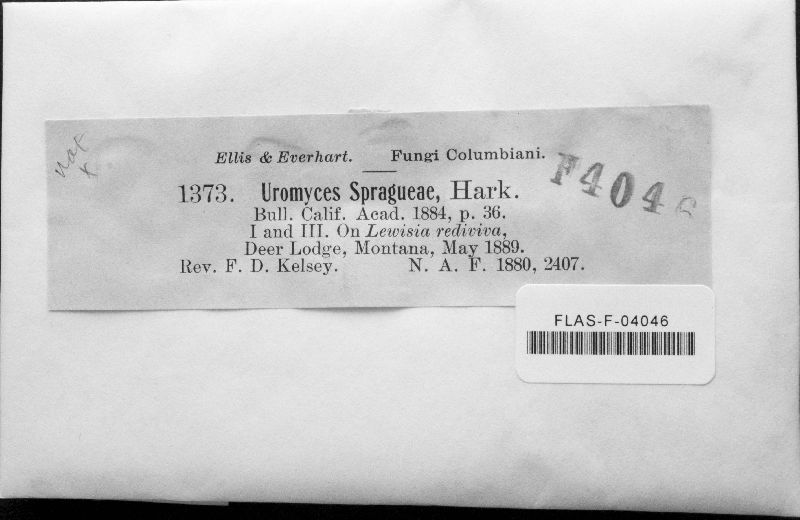 Ellis & Everhart. Fungi Columbiani.
F4046
1373. Uromyces Spragueae, Hark.
Bull. Calif. Acad. 1884, p. 36.
I and III. On Lewisia rediviva,
Deer Lodge, Montana, May 1889.
Rev. F. D. Kelsey. N. A. F. 1880, 2407.
FLAS-F-04046